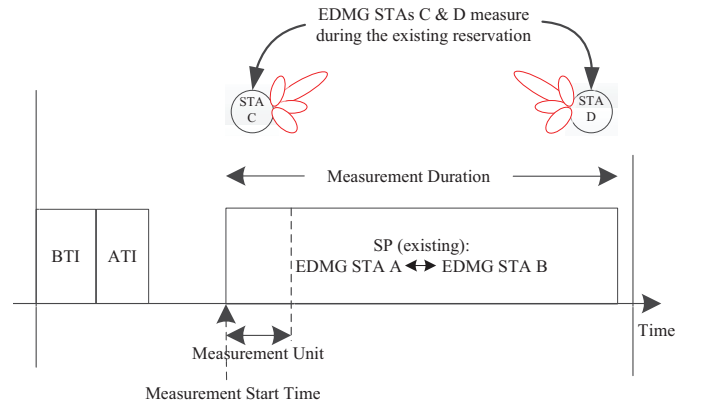 EDMG STAs C & D measure
during the existing reservation
STA
C
STA
D
Measurement Duration
BTI
ATI
SP (existing):
EDMG STA A EDMG STA B
Time
Measurement Unit
Measurement Start Time